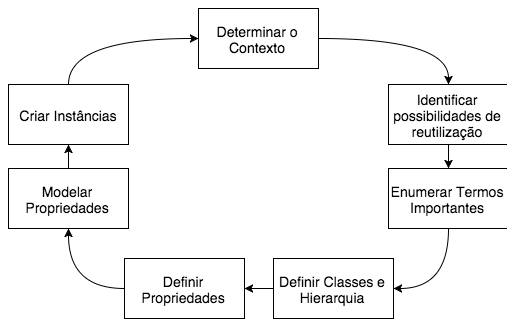 Determinar o
Contexto
Identificar
possibilidades de
reutilização
Enumerar Termos
Importantes
Definir Classes e
Hierarquia
Definir
Propriedades
Modelar
Propriedades
Criar Instâncias